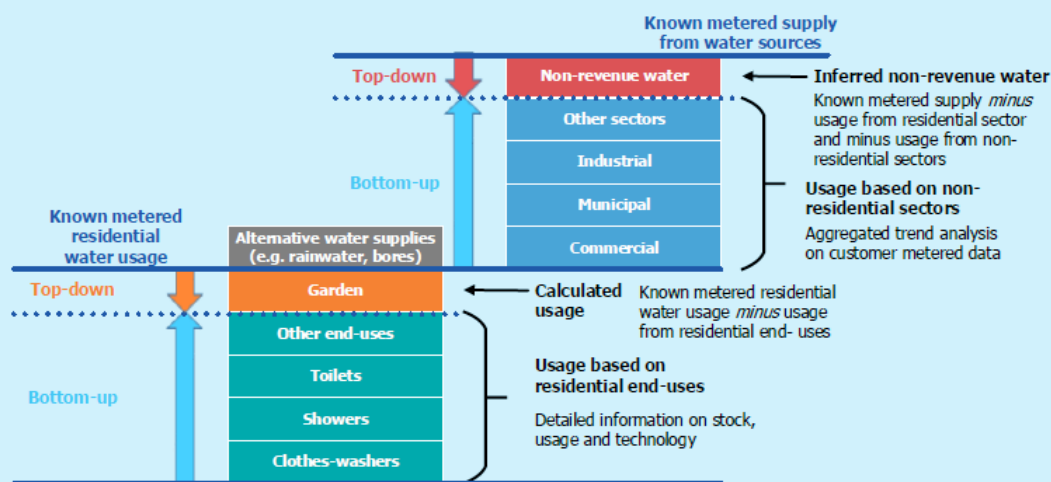 Known metered supply
from water sources
Top-down
Non-revenue water
Inferred non-revenue water
Known metered supply minus
usage from residential sector
and minus usage from non-
residential sectors
Other sectors
Industrial
Bottom-up
Municipal
Usage based on non-
residential sectors
Aggregated trend analysis
on customer metered data
Commercial
Known metered
residential
water usage
Alternative water supplies
(e.g. rainwater, bores)
Top-down
Garden
Calculated
usage
Known metered residential
water usage minus usage
from residential end- uses
Other end-uses
Toilets
Bottom-up
Showers
Clothes-washers
Usage based on
residential end-uses
Detailed information on stock,
usage and technology